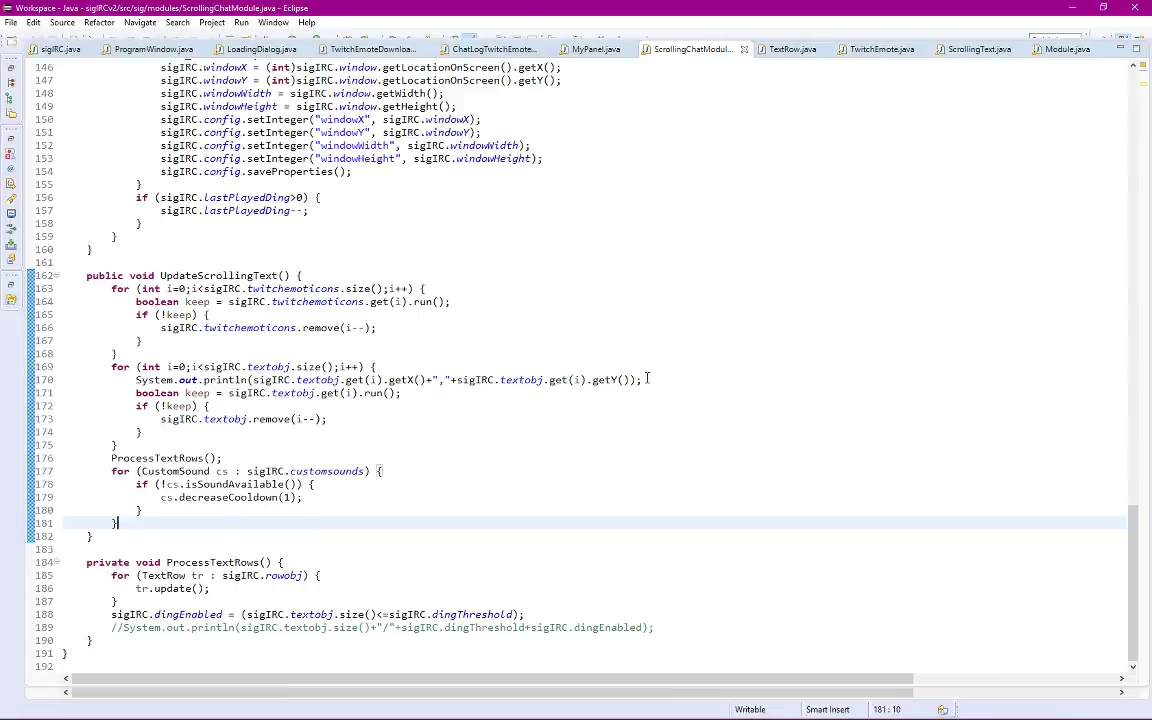 Workspace - Java - sigIRCv2/src/sig/modules/ScrollingChatModule.java - Eclipse
File Edit Source Refactor Navigate Search Project Run Window Help
sigIRC.java ProgramWindow.java LoadingDialog.java TwitchEmoteDownloa... ChatLogTwitchEmote... MyPanel.java ScrollingChatModul... TextRow.java TwitchEmote.java ScrollingText.java Module.java
146 sigIRC.windowX = (int)sigIRC.window.getLocationOnScreen().getX();
147 sigIRC.windowY = (int)sigIRC.window.getLocationOnScreen().getY();
148 sigIRC.windowWidth = sigIRC.window.getWidth();
149 sigIRC.windowHeight = sigIRC.window.getHeight();
150 sigIRC.config.setInteger("windowX", sigIRC.windowX);
151 sigIRC.config.setInteger("windowY", sigIRC.windowY);
152 sigIRC.config.setInteger("windowWidth", sigIRC.windowWidth);
153 sigIRC.config.setInteger("windowHeight", sigIRC.windowHeight);
154 sigIRC.config.saveProperties();
155 }
156 if (sigIRC.lastPlayedDing>0) {
157 sigIRC.lastPlayedDing--;
158 }
159 }
160 }
161
162 public void UpdateScrollingText() {
163 for (int i=0;i<sigIRC.twitchemoticons.size();i++) {
164 boolean keep = sigIRC.twitchemoticons.get(i).run();
165 if (!keep) {
166 sigIRC.twitchemoticons.remove(i--);
167 }
168 }
169 for (int i=0;i<sigIRC.textobj.size();i++) {
170 System.out.println(sigIRC.textobj.get(i).getX()+","+sigIRC.textobj.get(i).getY());
171 boolean keep = sigIRC.textobj.get(i).run();
172 if (!keep) {
173 sigIRC.textobj.remove(i--);
174 }
175 }
176 ProcessTextRows();
177 for (CustomSound cs : sigIRC.customsounds) {
178 if (!cs.isSoundAvailable()) {
179 cs.decreaseCooldown(1);
180 }
181 }
182 }
183
184 private void ProcessTextRows() {
185 for (TextRow tr : sigIRC.rowobj) {
186 tr.update();
187 }
188 sigIRC.dingEnabled = (sigIRC.textobj.size()<=sigIRC.dingThreshold);
189 //System.out.println(sigIRC.textobj.size()+"/"+sigIRC.dingThreshold+sigIRC.dingEnabled);
190 }
191 }
192
Writable Smart Insert 181 : 10